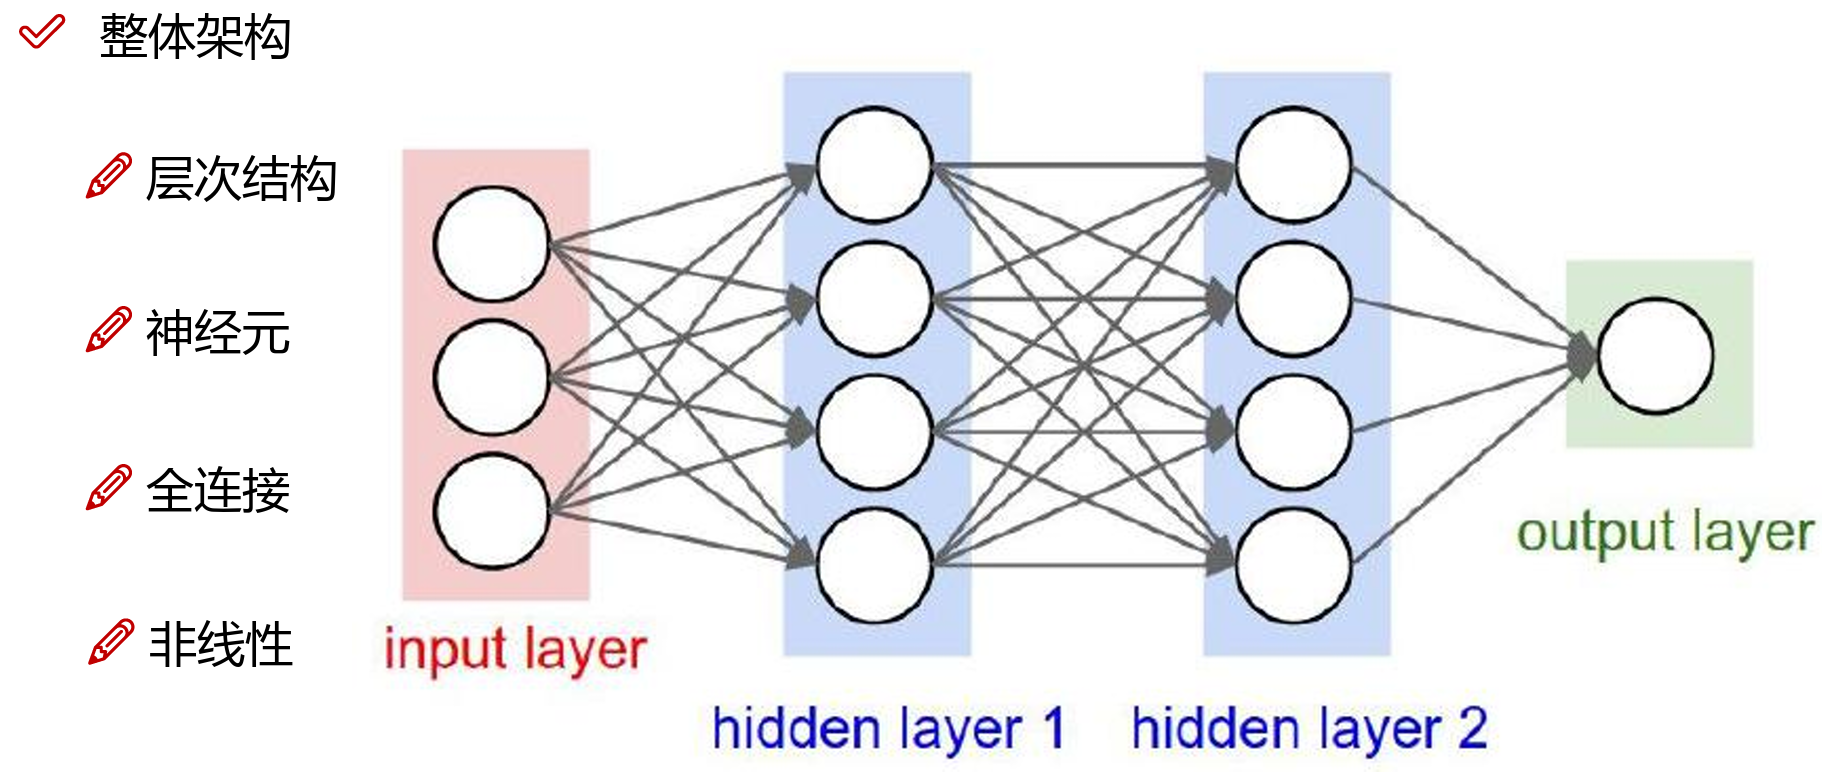 整体架构
层次结构
神经元
全连接
非线性
input layer
hidden layer 1
hidden layer 2
output layer